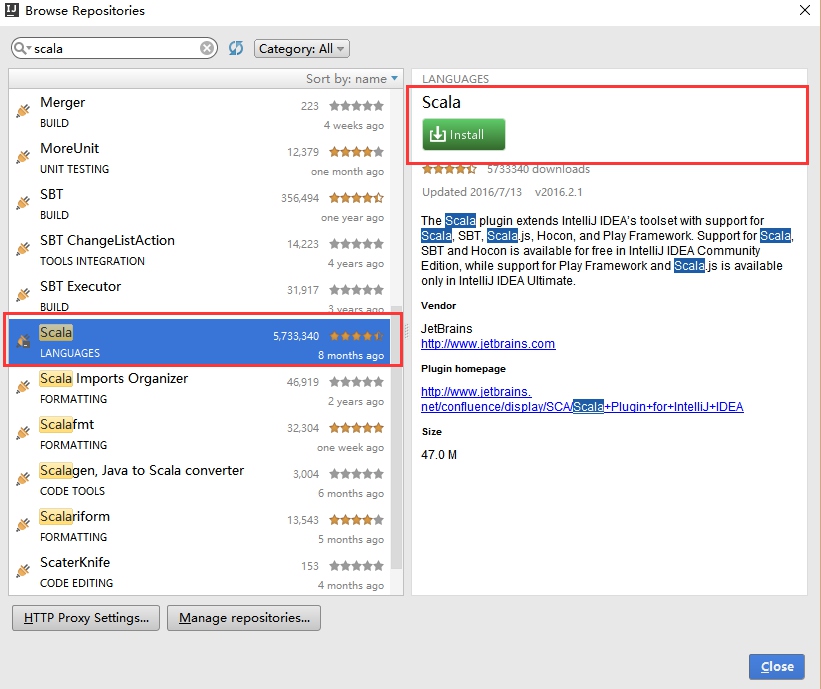 Browse Repositories
scala
Category: All
Sort by: name
Merger
223
BUILD
4 weeks ago
MoreUnit
12,379
UNIT TESTING
one month ago
SBT
356,494
BUILD
one year ago
SBT ChangeListAction
14,223
TOOLS INTEGRATION
4 years ago
SBT Executor
31,917
BUILD
3 years ago
Scala
5,733,340
LANGUAGES
8 months ago
Scala Imports Organizer
46,919
FORMATTING
2 years ago
Scalafmt
32,304
FORMATTING
one week ago
Scalagen, Java to Scala converter
3,004
CODE TOOLS
6 months ago
Scalariform
13,543
FORMATTING
5 months ago
ScaterKnife
153
CODE EDITING
4 months ago
LANGUAGES
Scala
Install
5733340 downloads
Updated 2016/7/13 v2016.2.1
The Scala plugin extends IntelliJ IDEA's toolset with support for
Scala, SBT, Scala.js, Hocon, and Play Framework. Support for Scala,
SBT and Hocon is available for free in IntelliJ IDEA Community
Edition, while support for Play Framework and Scala.js is available
only in IntelliJ IDEA Ultimate.
Vendor
JetBrains
http://www.jetbrains.com
Plugin homepage
http://www.jetbrains.
net/confluence/display/SCA/Scala+Plugin+for+IntelliJ+IDEA
Size
47.0 M
HTTP Proxy Settings...
Manage repositories...
Close